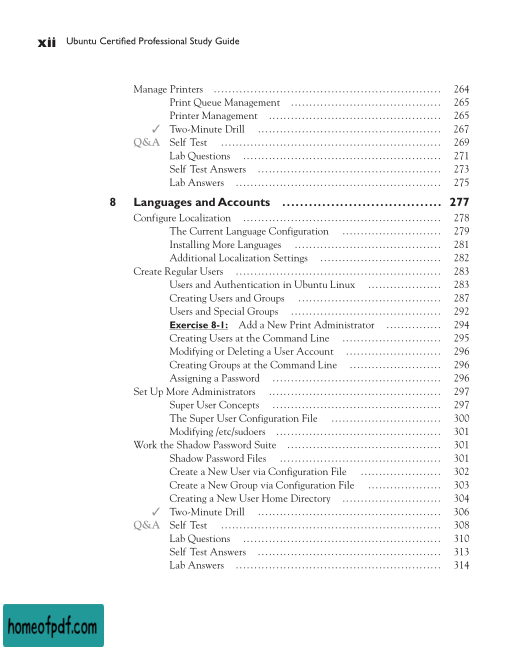 xii Ubuntu Certified Professional Study Guide
Manage Printers ............................................................. 264
Print Queue Management ......................................... 265
Printer Management ............................................... 265
✓ Two-Minute Drill .................................................. 267
Q&A Self Test ............................................................ 269
Lab Questions ...................................................... 271
Self Test Answers .................................................. 273
Lab Answers ........................................................ 275
8 Languages and Accounts ................................... 277
Configure Localization ...................................................... 278
The Current Language Configuration ........................... 279
Installing More Languages ........................................ 281
Additional Localization Settings ................................. 282
Create Regular Users ........................................................ 283
Users and Authentication in Ubuntu Linux .................... 283
Creating Users and Groups ....................................... 287
Users and Special Groups ......................................... 292
Exercise 8-1: Add a New Print Administrator ............... 294
Creating Users at the Command Line ........................... 295
Modifying or Deleting a User Account .......................... 296
Creating Groups at the Command Line ......................... 296
Assigning a Password .............................................. 296
Set Up More Administrators ............................................... 297
Super User Concepts .............................................. 297
The Super User Configuration File .............................. 300
Modifying /etc/sudoers ............................................. 301
Work the Shadow Password Suite .......................................... 301
Shadow Password Files ............................................ 301
Create a New User via Configuration File ...................... 302
Create a New Group via Configuration File .................... 303
Creating a New User Home Directory ........................... 304
✓ Two-Minute Drill .................................................. 306
Q&A Self Test ............................................................ 308
Lab Questions ...................................................... 310
Self Test Answers .................................................. 313
Lab Answers ........................................................ 314
homeofpdf.com